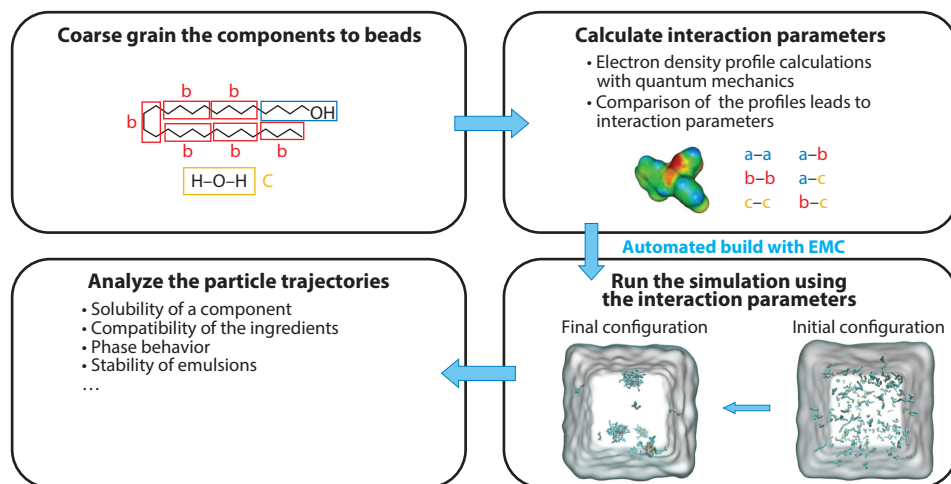 Coarse grain the components to beads
b
b
b
OH
b
b
b
H–O–H
C
Calculate interaction parameters
• Electron density profile calculations
with quantum mechanics
• Comparison of the profiles leads to
interaction parameters
a–a
a–b
b–b
a–c
c–c
b–c
Automated build with EMC
Run the simulation using
the interaction parameters
Final configuration
Initial configuration
Analyze the particle trajectories
• Solubility of a component
• Compatibility of the ingredients
• Phase behavior
• Stability of emulsions
…